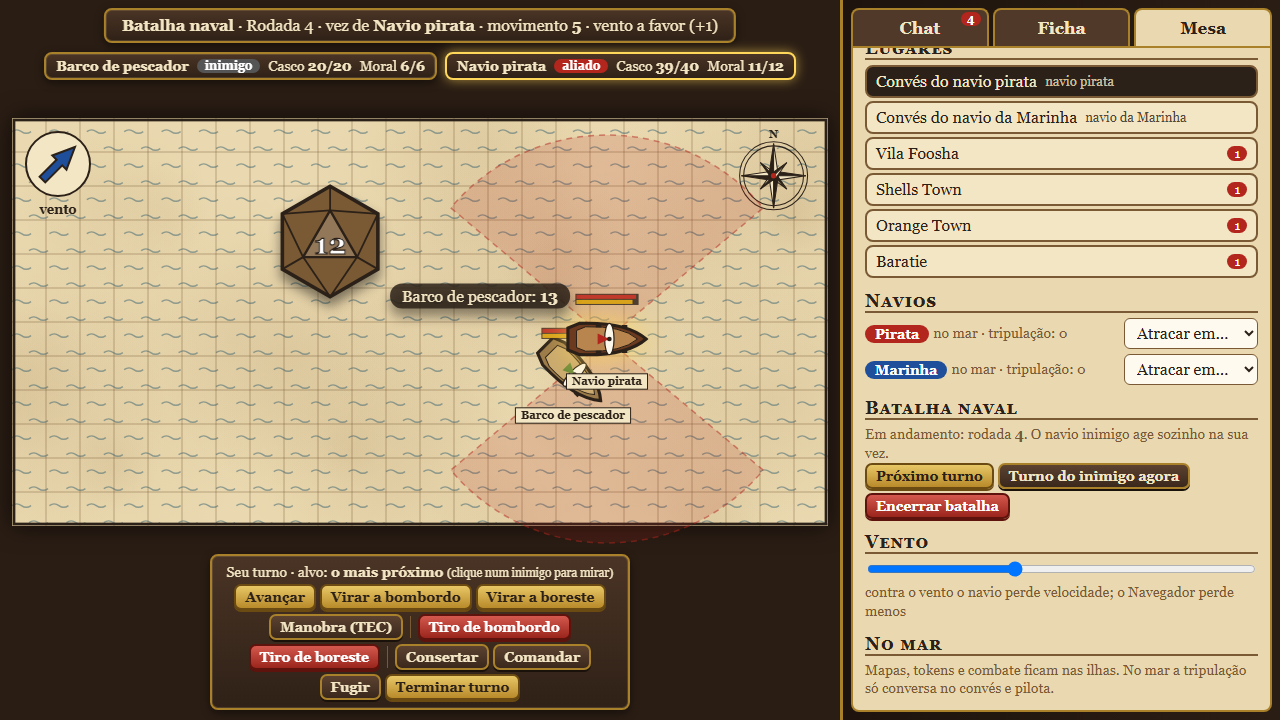 Batalha naval · Rodada 4 · vez de Navio pirata · movimento 5 · vento a favor (+1)
Barco de pescador inimigo Casco 20/20 Moral 6/6
Navio pirata aliado Casco 39/40 Moral 11/12
vento
N
12
Barco de pescador: 13
Navio pirata
Barco de pescador
Seu turno · alvo: o mais próximo (clique num inimigo para mirar)
Avançar Virar a bombordo Virar a boreste
Manobra (TEC) Tiro de bombordo
Tiro de boreste Consertar Comandar
Fugir Terminar turno
Chat 4 Ficha Mesa
Lugares
Convés do navio pirata navio pirata
Convés do navio da Marinha navio da Marinha
Vila Foosha 1
Shells Town 1
Orange Town 1
Baratie 1
Navios
Pirata no mar · tripulação: 0 Atracar em...
Marinha no mar · tripulação: 0 Atracar em...
Batalha naval
Em andamento: rodada 4. O navio inimigo age sozinho na sua
vez.
Próximo turno Turno do inimigo agora
Encerrar batalha
Vento
contra o vento o navio perde velocidade; o Navegador perde
menos
No mar
Mapas, tokens e combate ficam nas ilhas. No mar a tripulação
só conversa no convés e pilota.